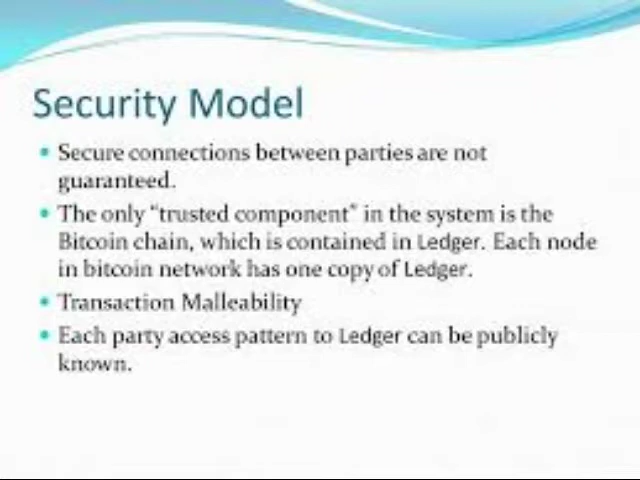 Security Model
• Secure connections between parties are not
guaranteed.
• The only "trusted component" in the system is the
Bitcoin chain, which is contained in Ledger. Each node
in bitcoin network has one copy of Ledger.
• Transaction Malleability
• Each party access pattern to Ledger can be publicly
known.